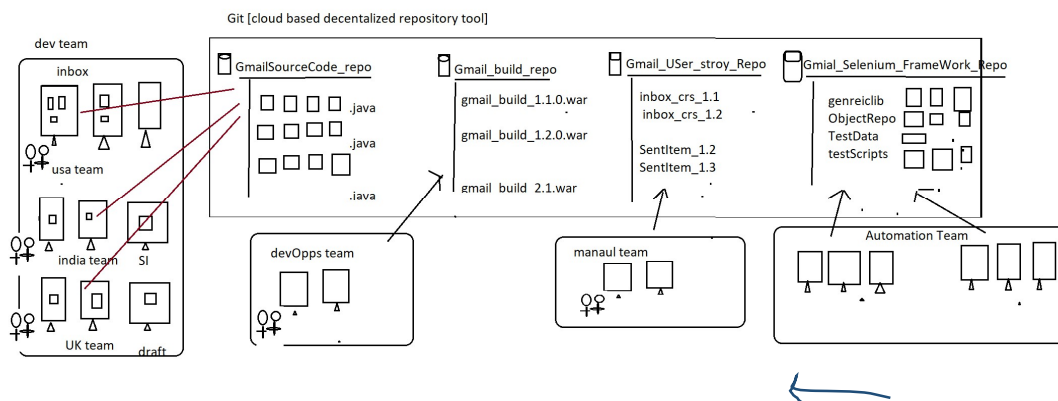 Git [cloud based decentalized repository tool]
dev team
inbox
usa team
india team
SI
UK team
draft
GmailSourceCode_repo
.java
.java
.java
Gmail_build_repo
gmail_build_1.1.0.war
gmail_build_1.2.0.war
gmail_build_2.1.war
Gmail_USer_stroy_Repo
inbox_crs_1.1
inbox_crs_1.2
SentItem_1.2
SentItem_1.3
Gmial_Selenium_FrameWork_Repo
genreiclib
ObjectRepo
TestData
testScripts
devOpps team
manaul team
Automation Team